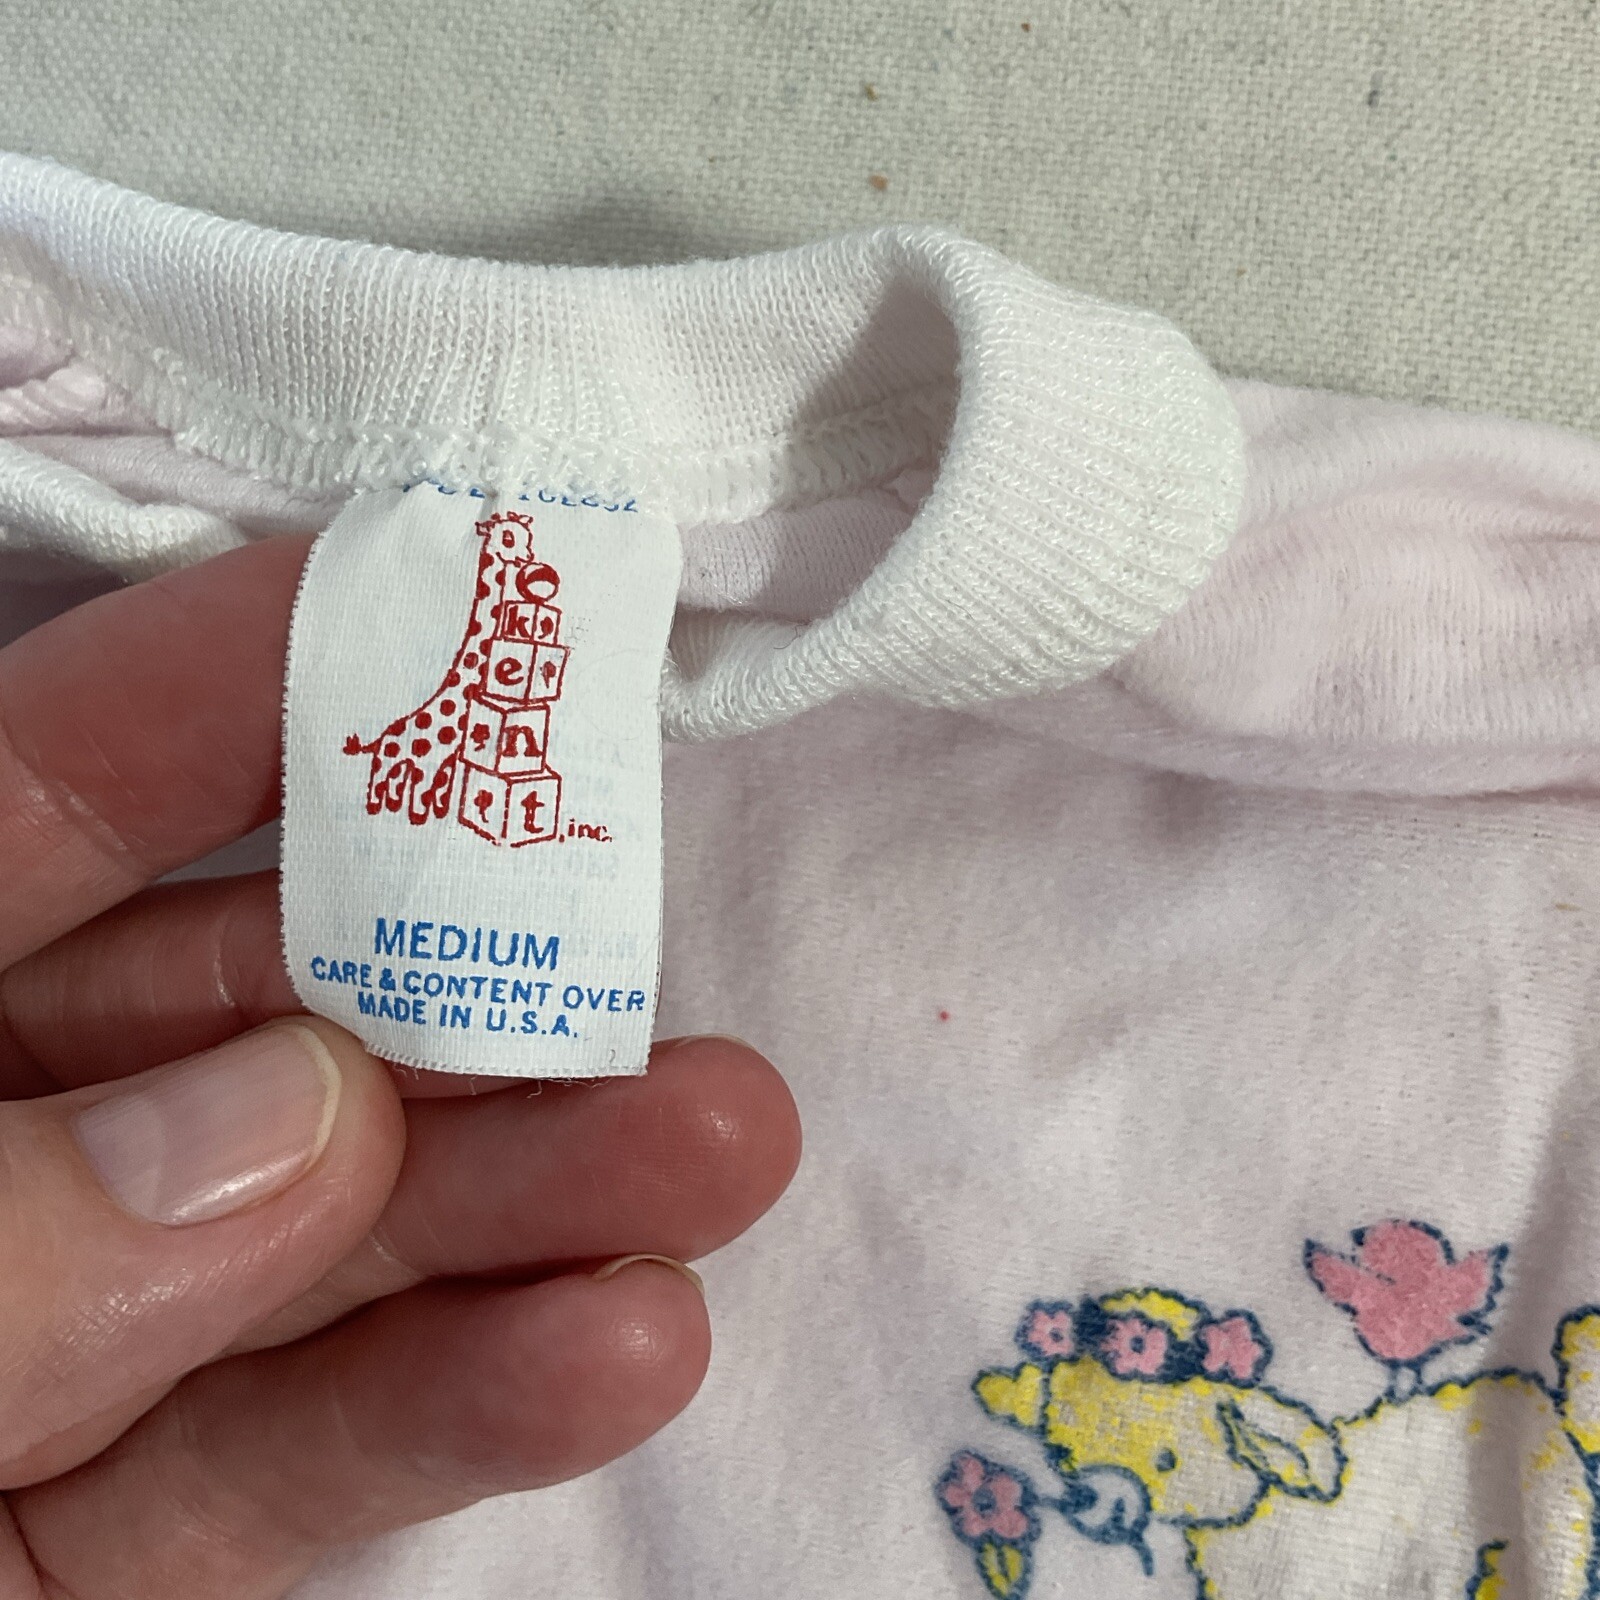 k
e
n
t
, inc.
MEDIUM
CARE & CONTENT OVER
MADE IN U.S.A.